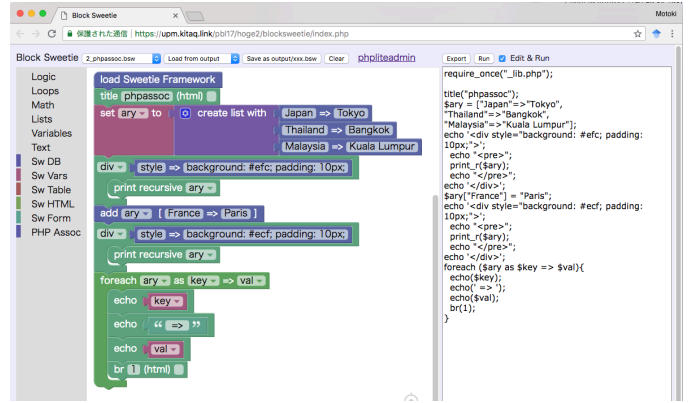 Block Sweetie
Motoki
保護された通信 | https://upm.kitaq.link/pbl17/hoge2/blocksweetie/index.php
Block Sweetie 2_phpassoc.bsw Load from output Save as output/xxx.bsw Clear phpliteadmin
Export Run Edit & Run
Logic
Loops
Math
Lists
Variables
Text
Sw DB
Sw Vars
Sw Table
Sw HTML
Sw Form
PHP Assoc
load Sweetie Framework
title phpassoc (html)
set ary to create list with Japan => Tokyo
Thailand => Bangkok
Malaysia => Kuala Lumpur
div style => background: #efc; padding: 10px;
print recursive ary
add ary [ France => Paris ]
div style => background: #ecf; padding: 10px;
print recursive ary
foreach ary as key => val
echo key
echo “ => ”
echo val
br 1 (html)
require_once("_lib.php");
title("phpassoc");
$ary = ["Japan"=>"Tokyo",
"Thailand"=>"Bangkok",
"Malaysia"=>"Kuala Lumpur"];
echo '<div style="background: #efc; padding:
10px;">';
echo "<pre>";
print_r($ary);
echo "</pre>";
echo '</div>';
$ary["France"] = "Paris";
echo '<div style="background: #ecf; padding:
10px;">';
echo "<pre>";
print_r($ary);
echo "</pre>";
echo '</div>';
foreach ($ary as $key => $val){
echo($key);
echo(' => ');
echo($val);
br(1);
}